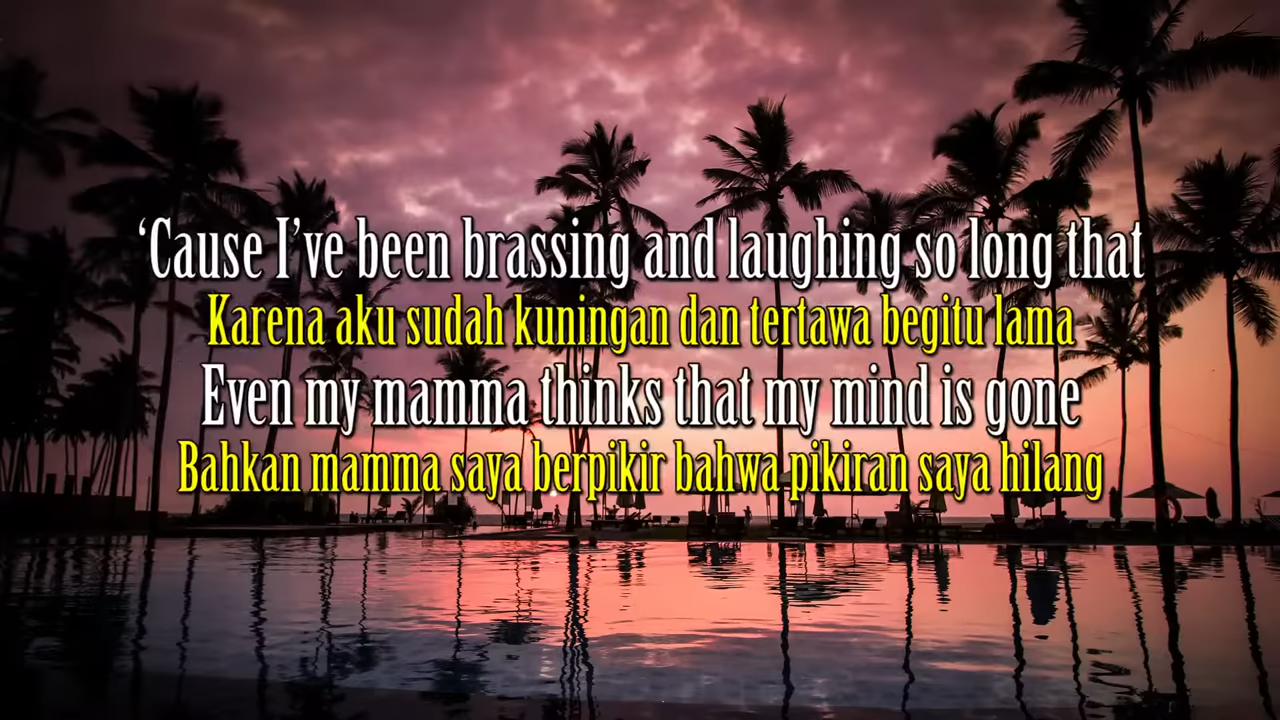 ‘Cause I’ve been brassing and laughing so long that
Karena aku sudah kuningan dan tertawa begitu lama
Even my mamma thinks that my mind is gone
Bahkan mamma saya berpikir bahwa pikiran saya hilang